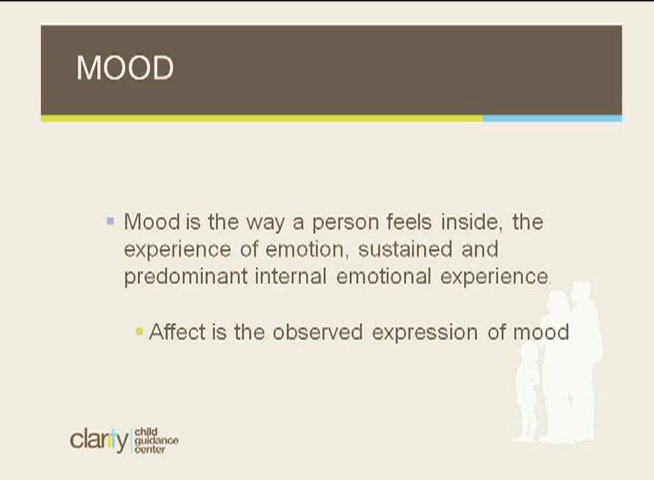 MOOD
Mood is the way a person feels inside, the
experience of emotion, sustained and
predominant internal emotional experience.
Affect is the observed expression of mood
clarity child
guidance
center